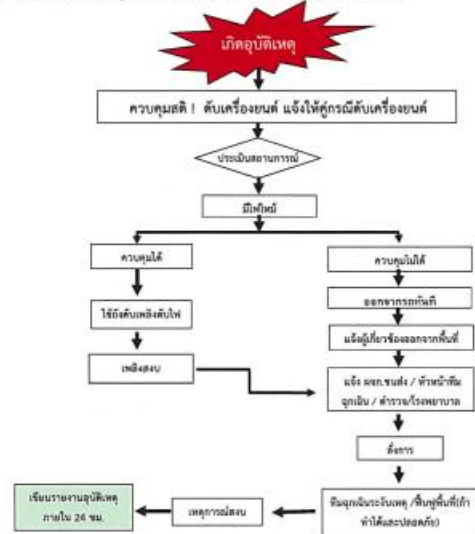 เกิดอุบัติเหตุ
ควบคุมสติ ! ดับเครื่องยนต์ แจ้งให้คู่กรณีดับเครื่องยนต์
ประเมินสถานการณ์
มีไฟไหม้
ควบคุมได้
ควบคุมไม่ได้
ใช้ถังดับเพลิงดับไฟ
ออกจากรถทันที
แจ้งผู้เกี่ยวข้องออกจากพื้นที่
เพลิงสงบ
แจ้ง ผจก.ขนส่ง / หัวหน้าทีม
ฉุกเฉิน / ตำรวจ/โรงพยาบาล
สั่งการ
ทีมฉุกเฉินระงับเหตุ /ฟื้นฟูพื้นที่(ถ้า
ทำได้และปลอดภัย)
เหตุการณ์สงบ
เขียนรายงานอุบัติเหตุ
ภายใน 24 ชม.